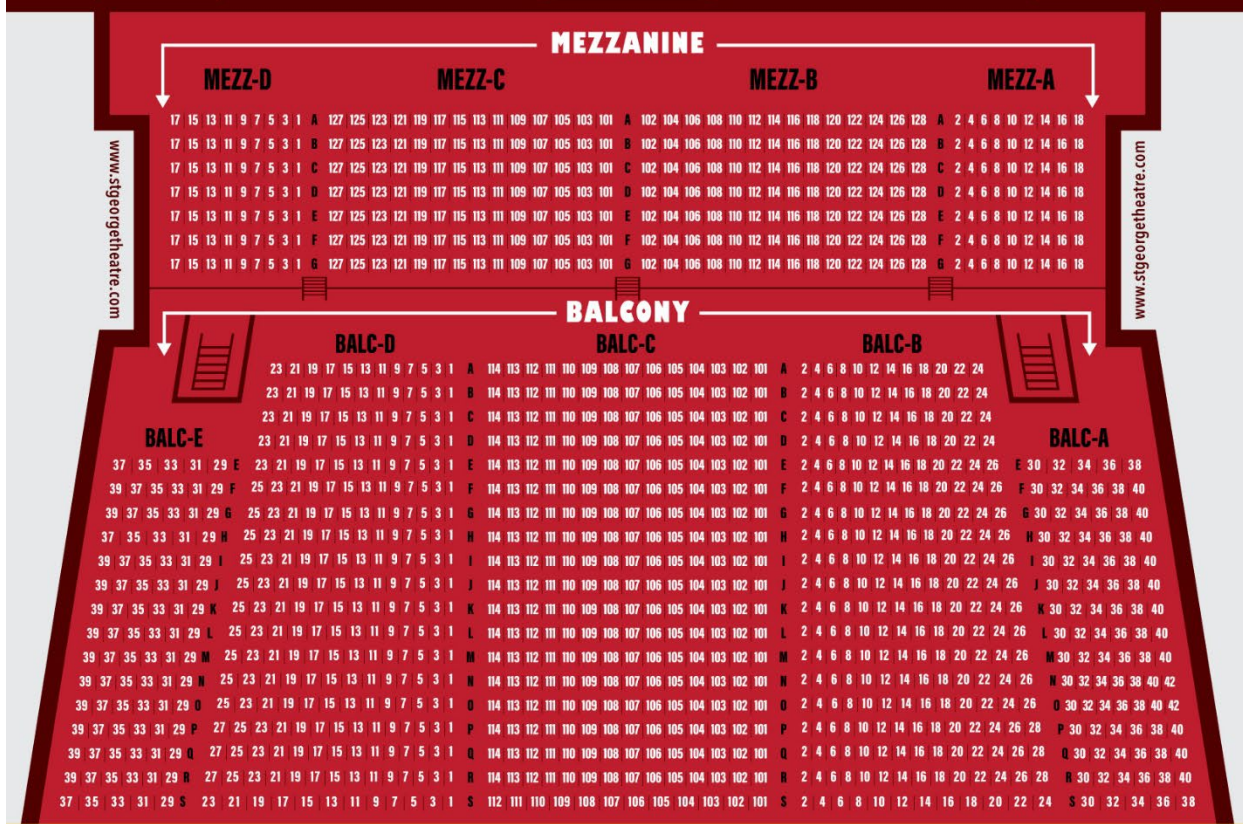 MEZZANINE
MEZZ-D MEZZ-C MEZZ-B MEZZ-A
17 15 13 11 9 7 5 3 1 A 127 125 123 121 119 117 115 113 111 109 107 105 103 101 A 102 104 106 108 110 112 114 116 118 120 122 124 126 128 A 2 4 6 8 10 12 14 16 18
17 15 13 11 9 7 5 3 1 B 127 125 123 121 119 117 115 113 111 109 107 105 103 101 B 102 104 106 108 110 112 114 116 118 120 122 124 126 128 B 2 4 6 8 10 12 14 16 18
17 15 13 11 9 7 5 3 1 C 127 125 123 121 119 117 115 113 111 109 107 105 103 101 C 102 104 106 108 110 112 114 116 118 120 122 124 126 128 C 2 4 6 8 10 12 14 16 18
17 15 13 11 9 7 5 3 1 D 127 125 123 121 119 117 115 113 111 109 107 105 103 101 D 102 104 106 108 110 112 114 116 118 120 122 124 126 128 D 2 4 6 8 10 12 14 16 18
17 15 13 11 9 7 5 3 1 E 127 125 123 121 119 117 115 113 111 109 107 105 103 101 E 102 104 106 108 110 112 114 116 118 120 122 124 126 128 E 2 4 6 8 10 12 14 16 18
17 15 13 11 9 7 5 3 1 F 127 125 123 121 119 117 115 113 111 109 107 105 103 101 F 102 104 106 108 110 112 114 116 118 120 122 124 126 128 F 2 4 6 8 10 12 14 16 18
17 15 13 11 9 7 5 3 1 G 127 125 123 121 119 117 115 113 111 109 107 105 103 101 G 102 104 106 108 110 112 114 116 118 120 122 124 126 128 G 2 4 6 8 10 12 14 16 18
www.stgeorgetheatre.com
www.stgeorgetheatre.com
BALCONY
BALC-D BALC-C BALC-B
23 21 19 17 15 13 11 9 7 5 3 1 A 114 113 112 111 110 109 108 107 106 105 104 103 102 101 A 2 4 6 8 10 12 14 16 18 20 22 24
23 21 19 17 15 13 11 9 7 5 3 1 B 114 113 112 111 110 109 108 107 106 105 104 103 102 101 B 2 4 6 8 10 12 14 16 18 20 22 24
23 21 19 17 15 13 11 9 7 5 3 1 C 114 113 112 111 110 109 108 107 106 105 104 103 102 101 C 2 4 6 8 10 12 14 16 18 20 22 24
23 21 19 17 15 13 11 9 7 5 3 1 D 114 113 112 111 110 109 108 107 106 105 104 103 102 101 D 2 4 6 8 10 12 14 16 18 20 22 24
BALC-E BALC-A
37 35 33 31 29 E 23 21 19 17 15 13 11 9 7 5 3 1 E 114 113 112 111 110 109 108 107 106 105 104 103 102 101 E 2 4 6 8 10 12 14 16 18 20 22 24 26 E 30 32 34 36 38
39 37 35 33 31 29 F 25 23 21 19 17 15 13 11 9 7 5 3 1 F 114 113 112 111 110 109 108 107 106 105 104 103 102 101 F 2 4 6 8 10 12 14 16 18 20 22 24 26 F 30 32 34 36 38 40
39 37 35 33 31 29 G 25 23 21 19 17 15 13 11 9 7 5 3 1 G 114 113 112 111 110 109 108 107 106 105 104 103 102 101 G 2 4 6 8 10 12 14 16 18 20 22 24 26 G 30 32 34 36 38 40
37 35 33 31 29 H 25 23 21 19 17 15 13 11 9 7 5 3 1 H 114 113 112 111 110 109 108 107 106 105 104 103 102 101 H 2 4 6 8 10 12 14 16 18 20 22 24 26 H 30 32 34 36 38 40
39 37 35 33 31 29 I 25 23 21 19 17 15 13 11 9 7 5 3 1 I 114 113 112 111 110 109 108 107 106 105 104 103 102 101 I 2 4 6 8 10 12 14 16 18 20 22 24 26 I 30 32 34 36 38 40
39 37 35 33 31 29 J 25 23 21 19 17 15 13 11 9 7 5 3 1 J 114 113 112 111 110 109 108 107 106 105 104 103 102 101 J 2 4 6 8 10 12 14 16 18 20 22 24 26 J 30 32 34 36 38 40
39 37 35 33 31 29 K 25 23 21 19 17 15 13 11 9 7 5 3 1 K 114 113 112 111 110 109 108 107 106 105 104 103 102 101 K 2 4 6 8 10 12 14 16 18 20 22 24 26 K 30 32 34 36 38 40
39 37 35 33 31 29 L 25 23 21 19 17 15 13 11 9 7 5 3 1 L 114 113 112 111 110 109 108 107 106 105 104 103 102 101 L 2 4 6 8 10 12 14 16 18 20 22 24 26 L 30 32 34 36 38 40
39 37 35 33 31 29 M 25 23 21 19 17 15 13 11 9 7 5 3 1 M 114 113 112 111 110 109 108 107 106 105 104 103 102 101 M 2 4 6 8 10 12 14 16 18 20 22 24 26 M 30 32 34 36 38 40
39 37 35 33 31 29 N 25 23 21 19 17 15 13 11 9 7 5 3 1 N 114 113 112 111 110 109 108 107 106 105 104 103 102 101 N 2 4 6 8 10 12 14 16 18 20 22 24 26 N 30 32 34 36 38 40 42
39 37 35 33 31 29 O 25 23 21 19 17 15 13 11 9 7 5 3 1 O 114 113 112 111 110 109 108 107 106 105 104 103 102 101 O 2 4 6 8 10 12 14 16 18 20 22 24 26 O 30 32 34 36 38 40 42
39 37 35 33 31 29 P 27 25 23 21 19 17 15 13 11 9 7 5 3 1 P 114 113 112 111 110 109 108 107 106 105 104 103 102 101 P 2 4 6 8 10 12 14 16 18 20 22 24 26 28 P 30 32 34 36 38 40
39 37 35 33 31 29 Q 27 25 23 21 19 17 15 13 11 9 7 5 3 1 Q 114 113 112 111 110 109 108 107 106 105 104 103 102 101 Q 2 4 6 8 10 12 14 16 18 20 22 24 26 28 Q 30 32 34 36 38 40
39 37 35 33 31 29 R 27 25 23 21 19 17 15 13 11 9 7 5 3 1 R 114 113 112 111 110 109 108 107 106 105 104 103 102 101 R 2 4 6 8 10 12 14 16 18 20 22 24 26 28 R 30 32 34 36 38 40
37 35 33 31 29 S 23 21 19 17 15 13 11 9 7 5 3 1 S 112 111 110 109 108 107 106 105 104 103 102 101 S 2 4 6 8 10 12 14 16 18 20 22 24 S 30 32 34 36 38